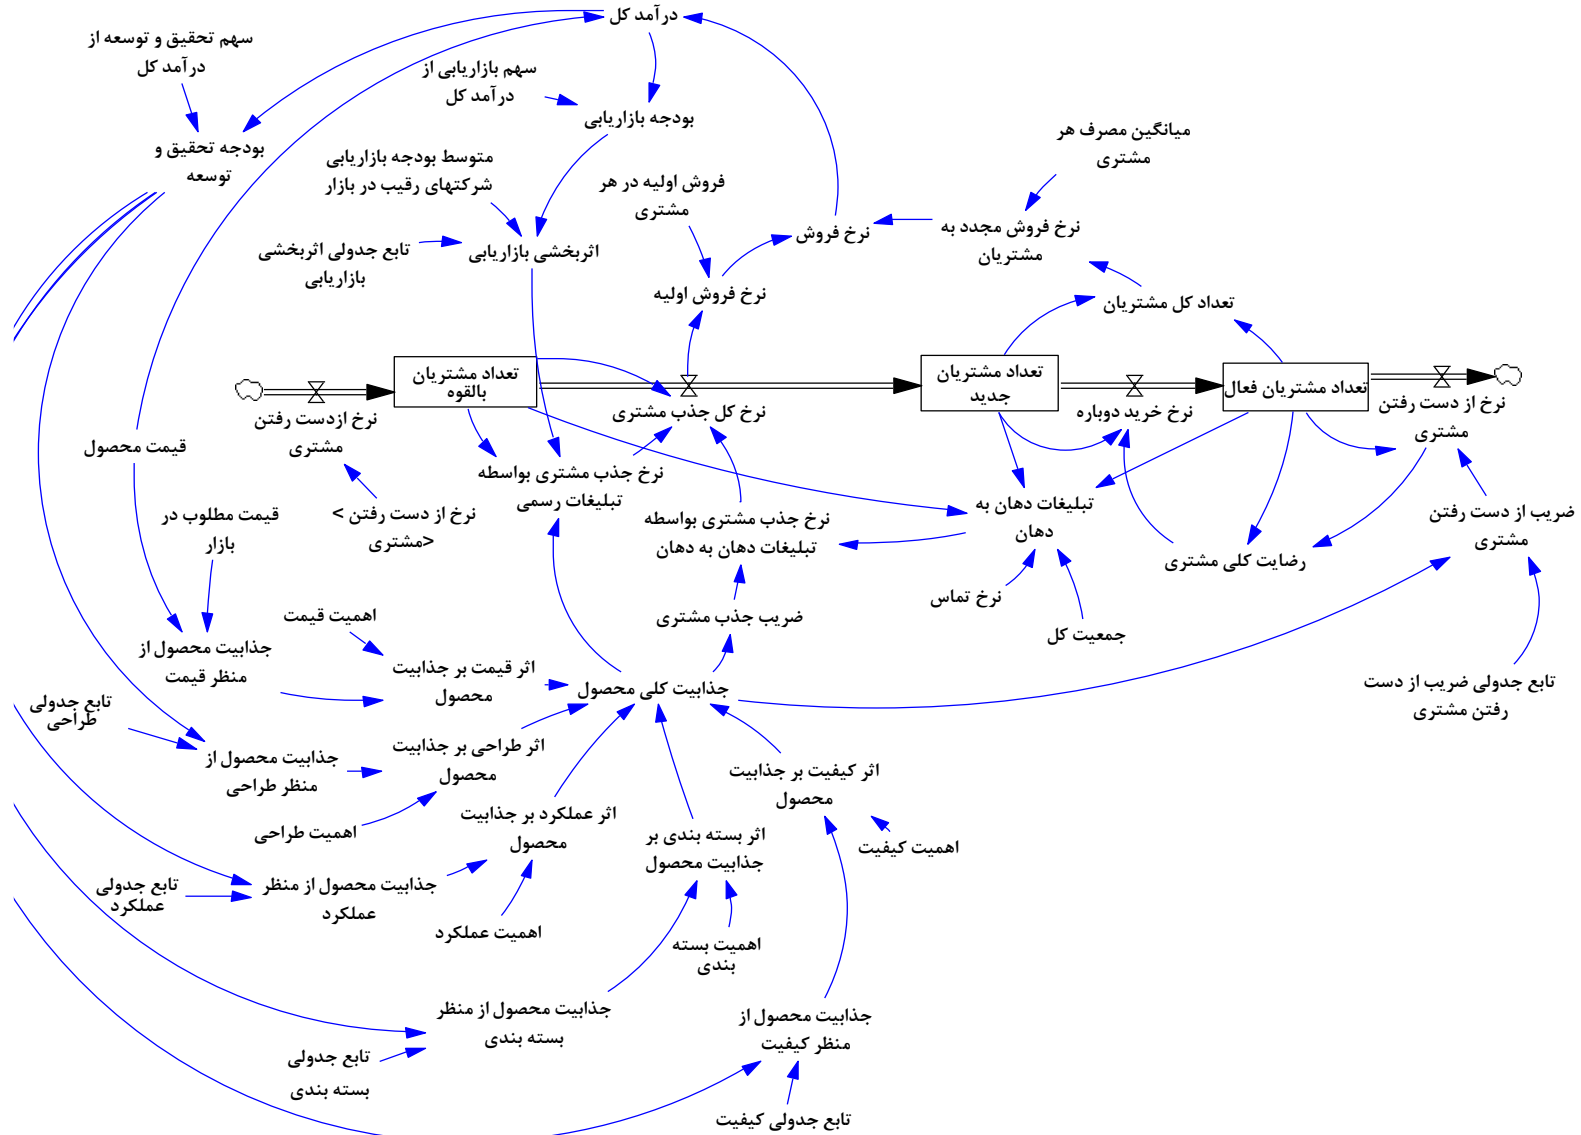 درآمد کل
سهم تحقیق و توسعه از
درآمد کل
سهم بازاریابی از
درآمد کل
بودجه بازاریابی
بودجه تحقیق و
توسعه
متوسط بودجه بازاریابی
شرکتهای رقیب در بازار
فروش اولیه در هر
مشتری
میانگین مصرف هر
مشتری
نرخ فروش مجدد به
مشتریان
نرخ فروش
تابع جدولی اثربخشی
بازاریابی
اثربخشی بازاریابی
نرخ فروش اولیه
تعداد کل مشتریان
تعداد مشتریان
بالقوه
تعداد مشتریان
جدید
تعداد مشتریان فعال
نرخ ازدست رفتن
مشتری
نرخ کل جذب مشتری
نرخ خرید دوباره
نرخ از دست رفتن
مشتری
قیمت محصول
نرخ جذب مشتری بواسطه
تبلیغات رسمی
نرخ از دست رفتن >
<مشتری
قیمت مطلوب در
بازار
نرخ جذب مشتری بواسطه
تبلیغات دهان به دهان
تبلیغات دهان به
دهان
ضریب از دست رفتن
مشتری
رضایت کلی مشتری
نرخ تماس
جمعیت کل
اهمیت قیمت
ضریب جذب مشتری
جذابیت محصول از
منظر قیمت
اثر قیمت بر جذابیت
محصول
جذابیت کلی محصول
تابع جدولی ضریب از دست
رفتن مشتری
تابع جدولی
طراحی
جذابیت محصول از
منظر طراحی
اثر طراحی بر جذابیت
محصول
اثر کیفیت بر جذابیت
محصول
اهمیت طراحی
اثر عملکرد بر جذابیت
محصول
اثر بسته بندی بر
جذابیت محصول
اهمیت کیفیت
تابع جدولی
عملکرد
جذابیت محصول از منظر
عملکرد
اهمیت عملکرد
اهمیت بسته
بندی
جذابیت محصول از منظر
بسته بندی
جذابیت محصول از
منظر کیفیت
تابع جدولی
بسته بندی
تابع جدولی کیفیت